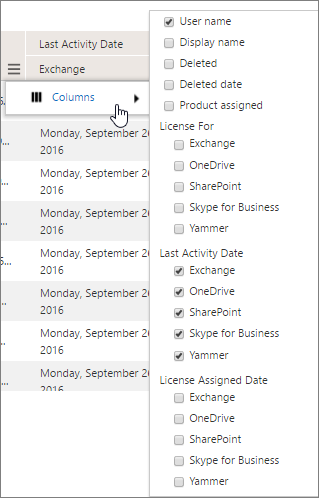 Last Activity Date
Exchange
Columns
Monday, September 26
2016
Monday, September 26
2016
Monday, September 26
2016
Monday, September 26
2016
Monday, September 26
2016
Monday, September 26
2016
Monday, September 26
User name
Display name
Deleted
Deleted date
Product assigned
License For
Exchange
OneDrive
SharePoint
Skype for Business
Yammer
Last Activity Date
Exchange
OneDrive
SharePoint
Skype for Business
Yammer
License Assigned Date
Exchange
OneDrive
SharePoint
Skype for Business
Yammer